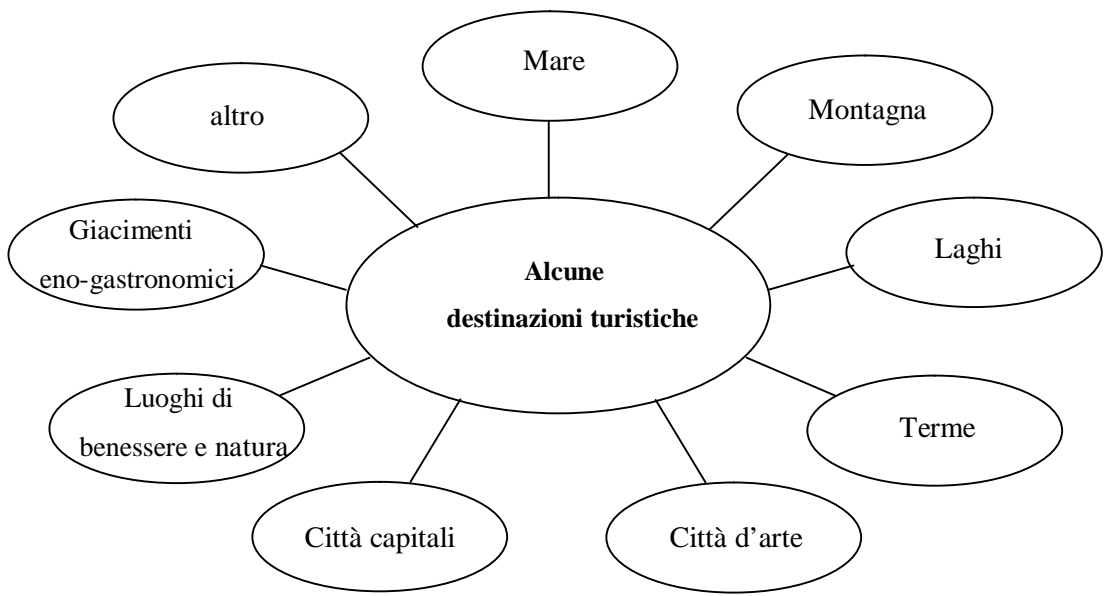 Mare
Montagna
altro
Giacimenti
eno-gastronomici
Laghi
Alcune
destinazioni turistiche
Luoghi di
benessere e natura
Terme
Città capitali
Città d'arte